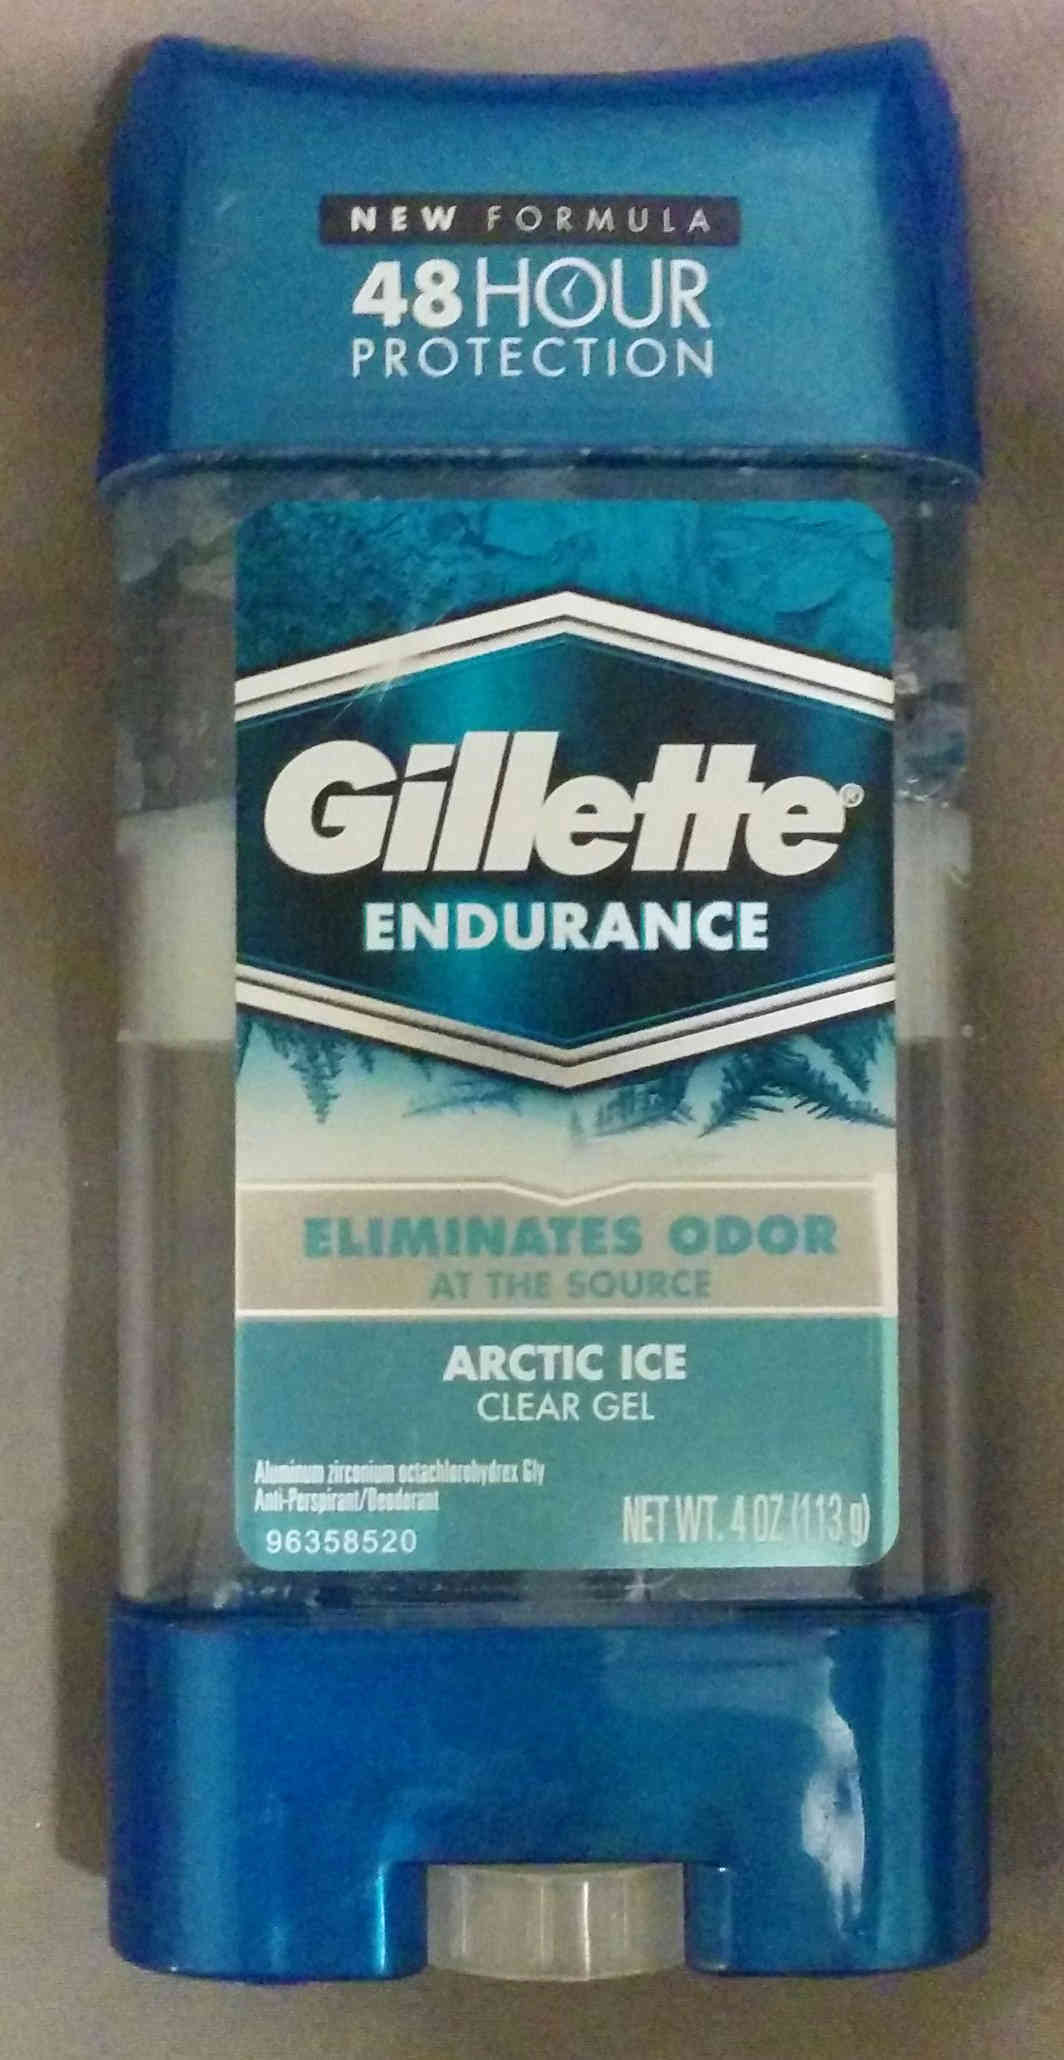 NEW FORMULA
48 HOUR
PROTECTION
Gillette®
ENDURANCE
ELIMINATES ODOR
AT THE SOURCE
ARCTIC ICE
CLEAR GEL
Aluminum zirconium octachlorohydrex Gly
Anti-Perspirant/Deodorant
96358520
NET WT. 4 OZ (113 g)